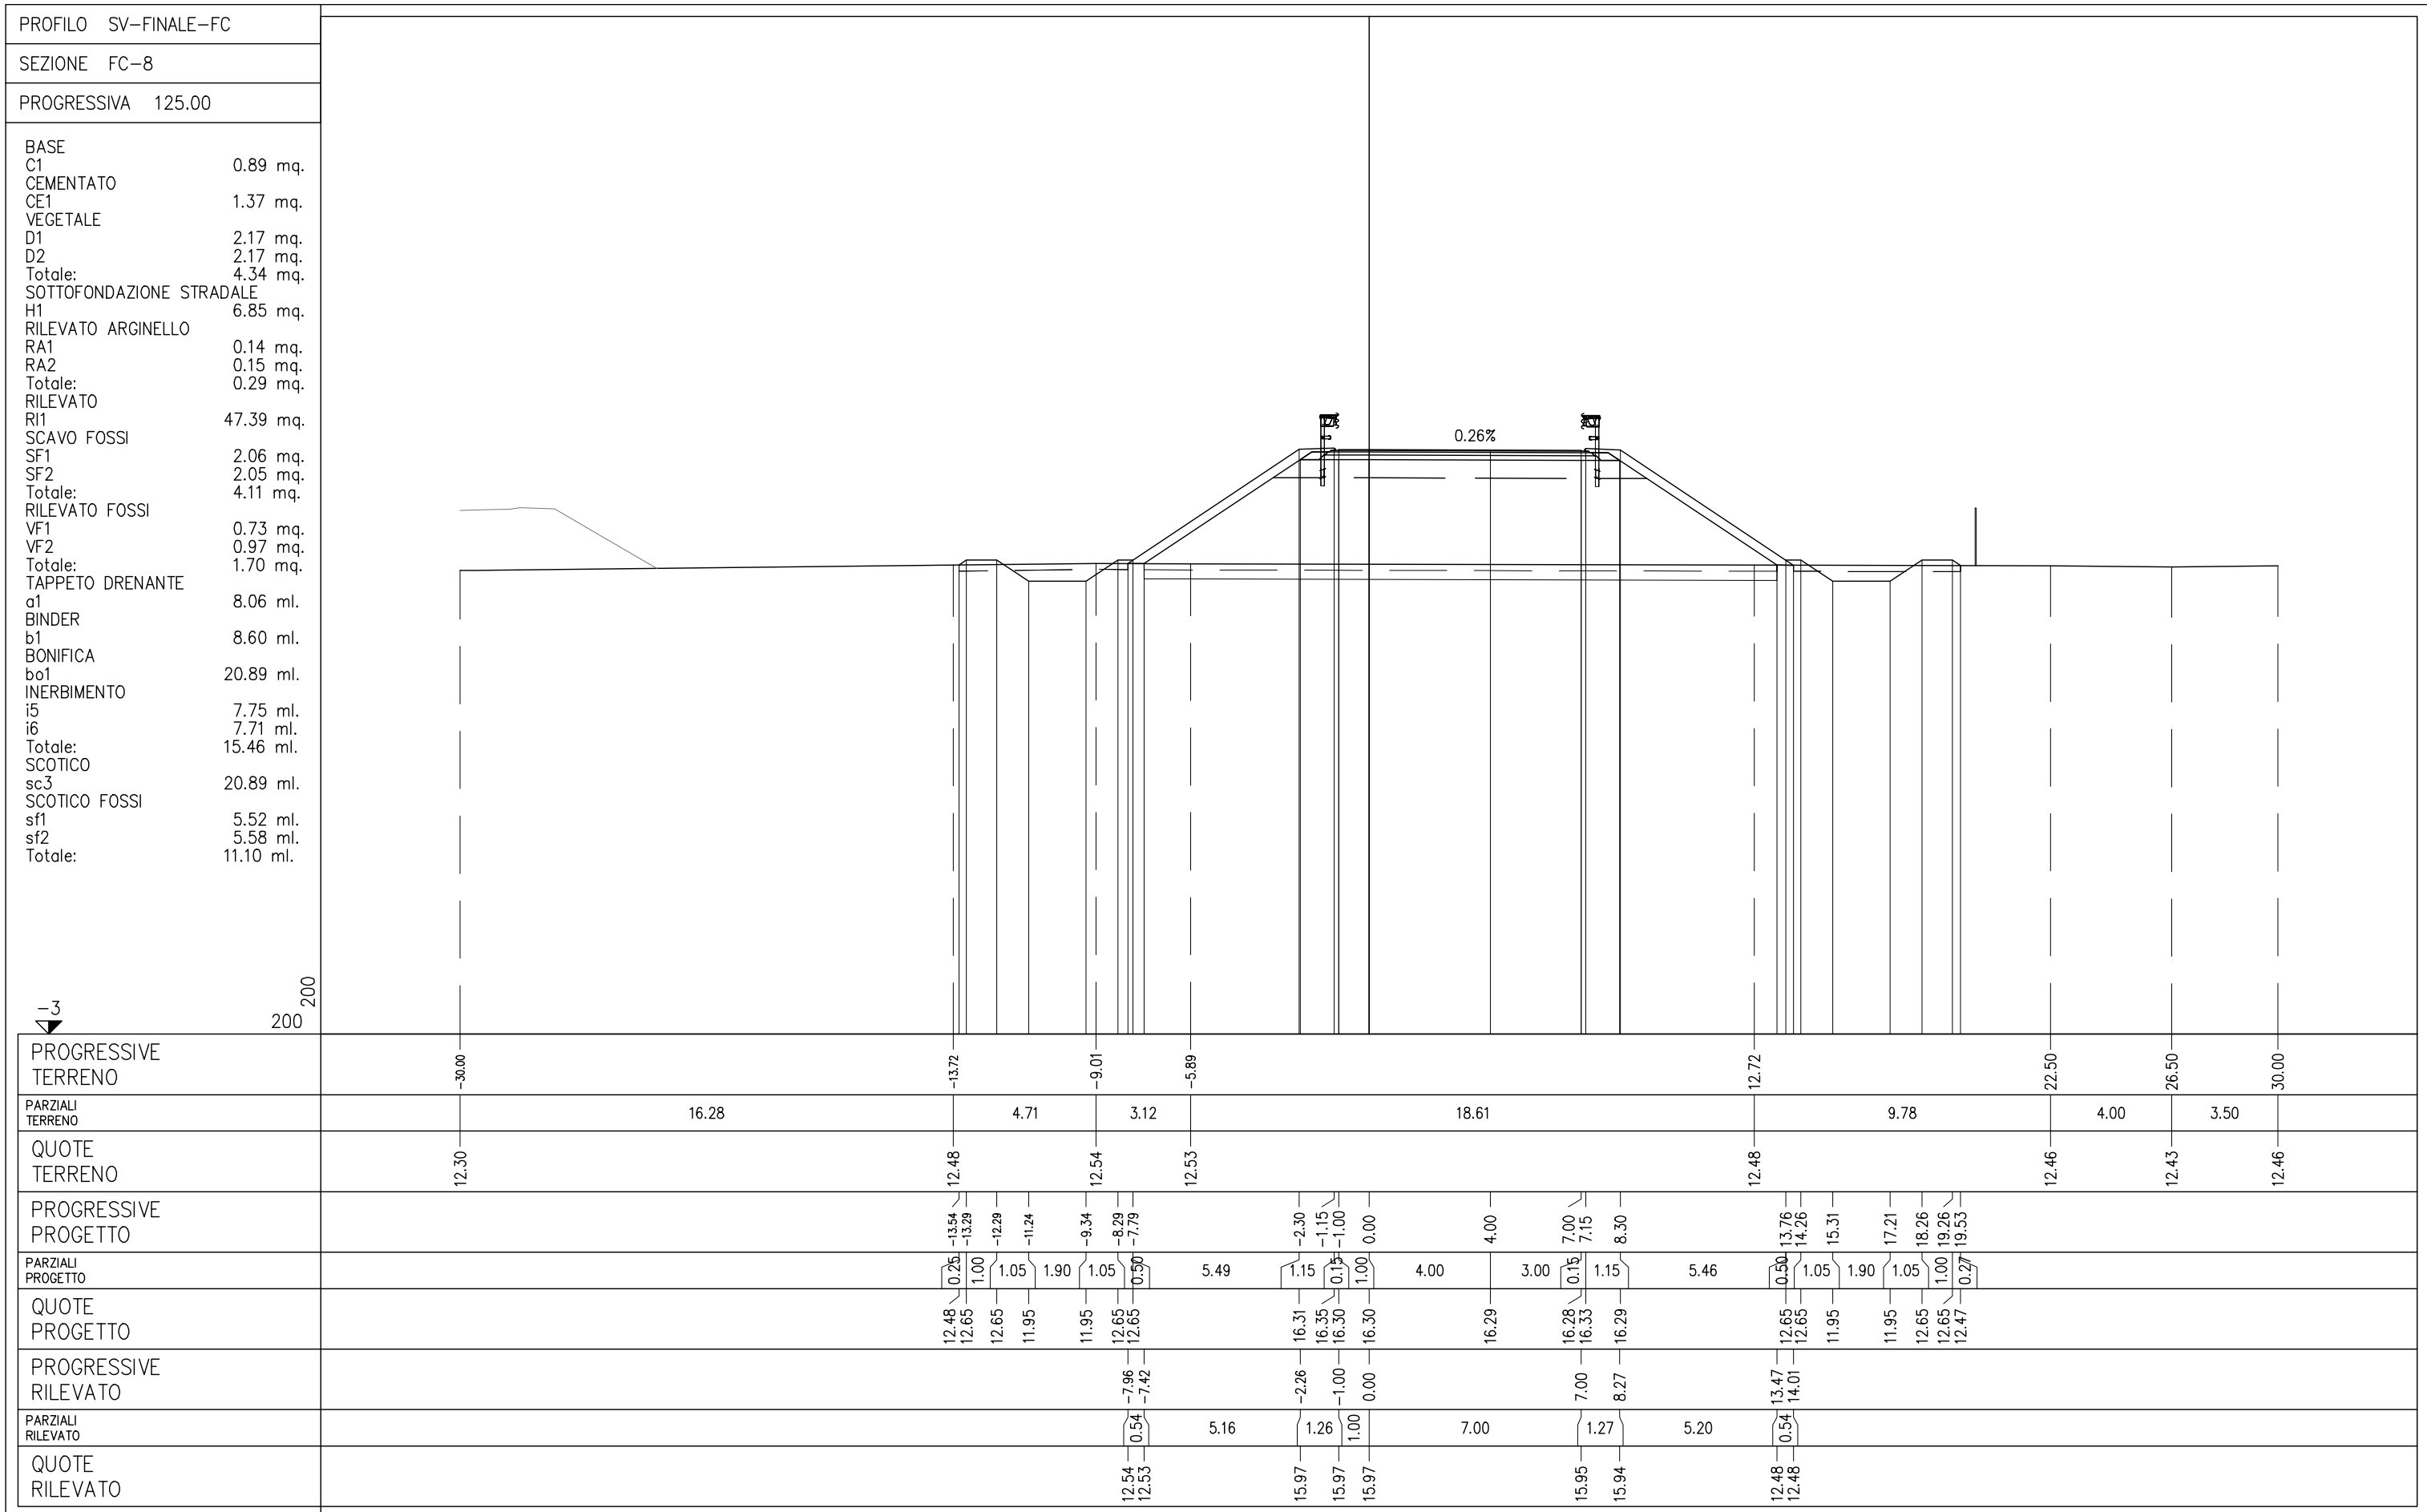 PROFILO SV-FINALE-FC
SEZIONE FC-8
PROGRESSIVA 125.00
BASE
C1 0.89 mq.
CEMENTATO
CE1 1.37 mq.
VEGETALE
D1 2.17 mq.
D2 2.17 mq.
Totale: 4.34 mq.
SOTTOFONDAZIONE STRADALE
H1 6.85 mq.
RILEVATO ARGINELLO
RA1 0.14 mq.
RA2 0.15 mq.
Totale: 0.29 mq.
RILEVATO
RI1 47.39 mq.
SCAVO FOSSI
SF1 2.06 mq.
SF2 2.05 mq.
Totale: 4.11 mq.
RILEVATO FOSSI
VF1 0.73 mq.
VF2 0.97 mq.
Totale: 1.70 mq.
TAPPETO DRENANTE
a1 8.06 ml.
BINDER
b1 8.60 ml.
BONIFICA
bo1 20.89 ml.
INERBIMENTO
i5 7.75 ml.
i6 7.71 ml.
Totale: 15.46 ml.
SCOTICO
sc3 20.89 ml.
SCOTICO FOSSI
sf1 5.52 ml.
sf2 5.58 ml.
Totale: 11.10 ml.
0.26%
-3
200
200
PROGRESSIVE
TERRENO
-30.00 -13.72 -9.01 -5.89 12.72 22.50 26.50 30.00
PARZIALI
TERRENO
16.28 4.71 3.12 18.61 9.78 4.00 3.50
QUOTE
TERRENO
12.30 12.48 12.54 12.53 12.48 12.46 12.43 12.46
PROGRESSIVE
PROGETTO
-13.54 -13.29 -12.29 -11.24 -9.34 -8.29 -7.79 -2.30 -1.15 -1.00 0.00 4.00 7.00 7.15 8.30 13.76 14.26 15.31 17.21 18.26 19.26 19.53
PARZIALI
PROGETTO
0.25 1.00 1.05 1.90 1.05 0.50 5.49 1.15 0.15 1.00 4.00 3.00 0.15 1.15 5.46 0.50 1.05 1.90 1.05 1.00 0.27
QUOTE
PROGETTO
12.48 12.65 12.65 11.95 11.95 12.65 12.65 16.31 16.35 16.30 16.30 16.29 16.28 16.33 16.29 12.65 12.65 11.95 11.95 12.65 12.65 12.47
PROGRESSIVE
RILEVATO
-7.96 -7.42 -2.26 -1.00 0.00 7.00 8.27 13.47 14.01
PARZIALI
RILEVATO
0.54 5.16 1.26 1.00 7.00 1.27 5.20 0.54
QUOTE
RILEVATO
12.54 12.53 15.97 15.97 15.97 15.95 15.94 12.48 12.48